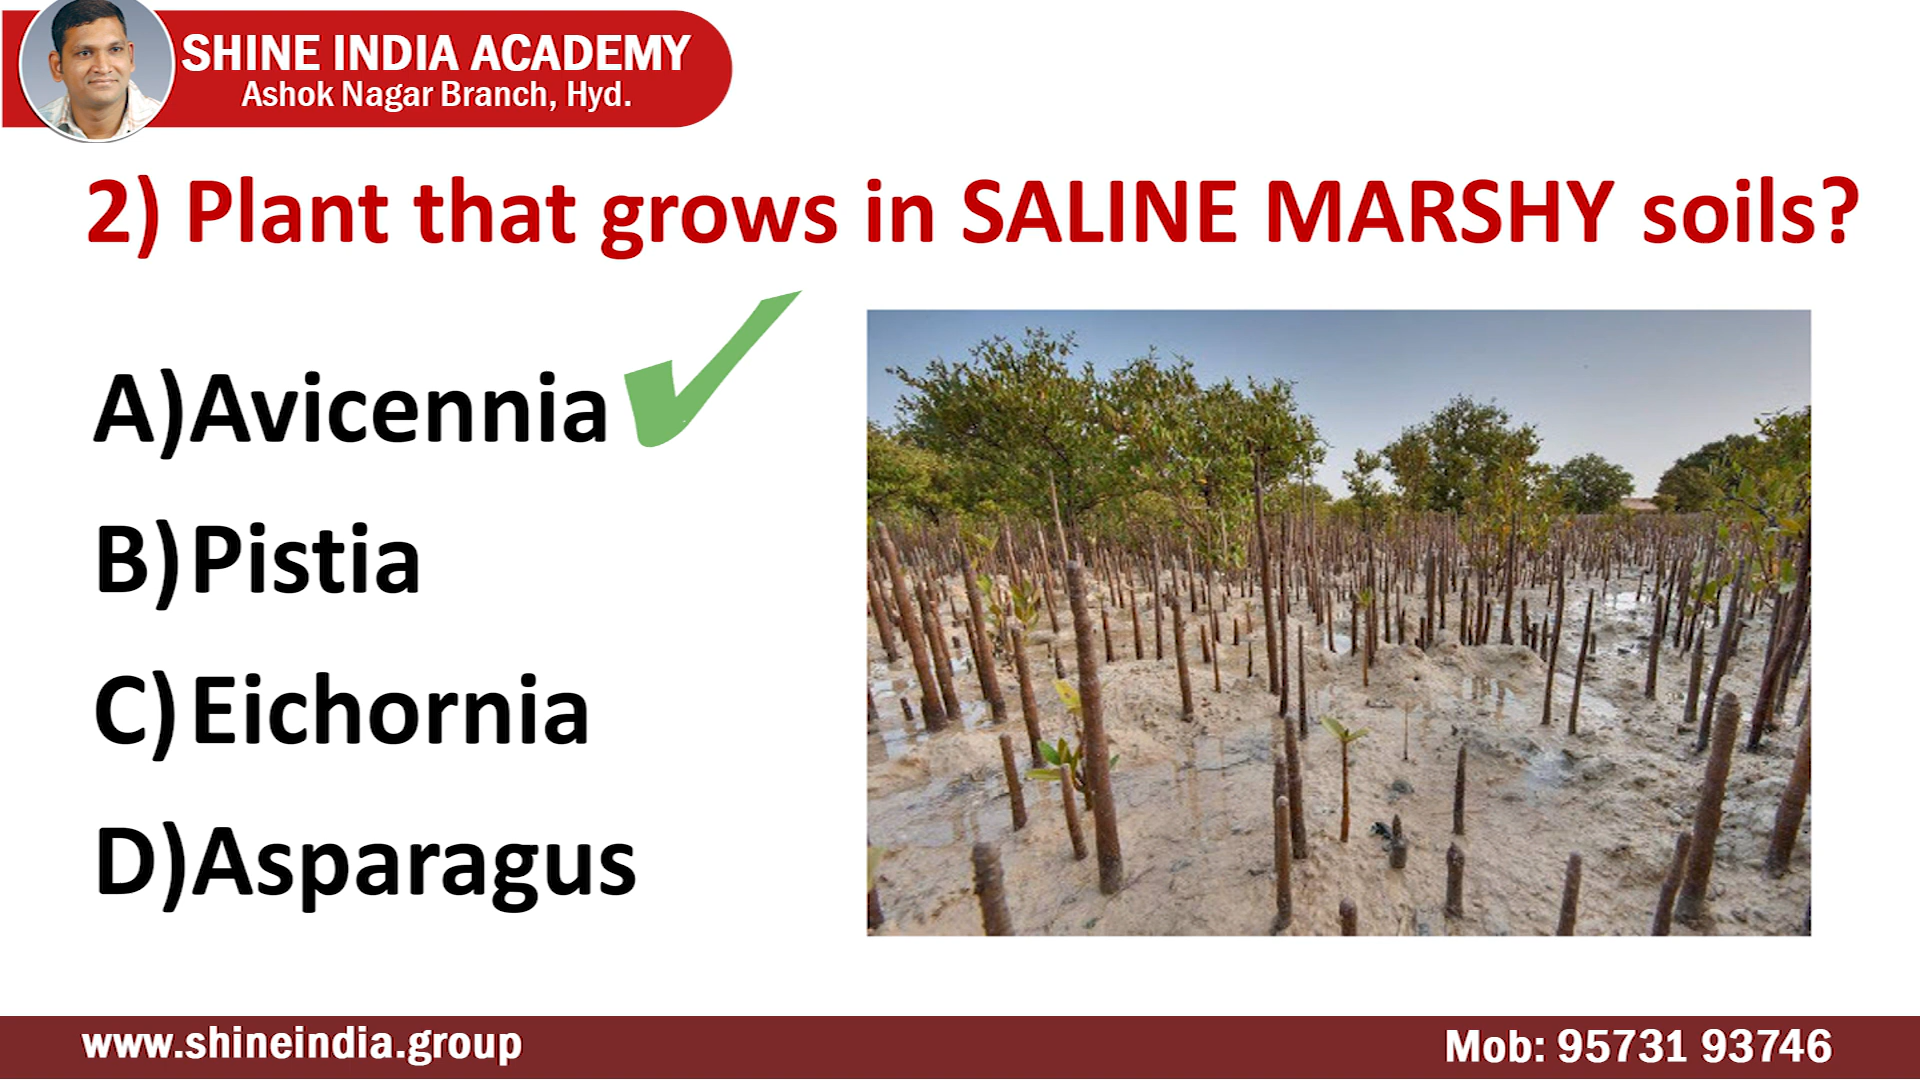 SHINE INDIA ACADEMY
Ashok Nagar Branch, Hyd.
2) Plant that grows in SALINE MARSHY soils?
A)Avicennia
B)Pistia
C)Eichornia
D)Asparagus
www.shineindia.group
Mob: 95731 93746